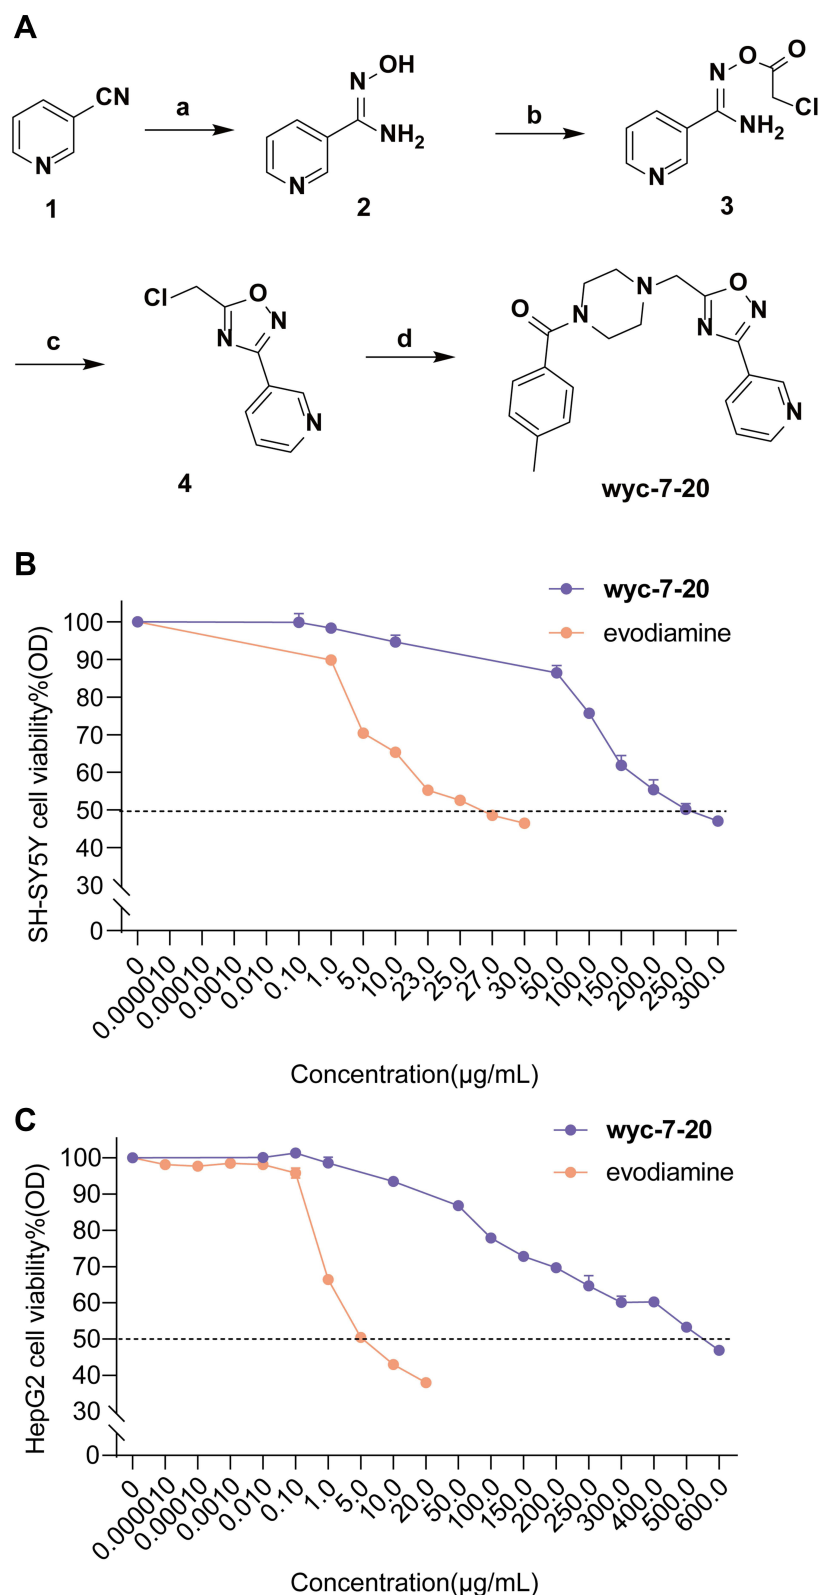 A
CN
N
1
a
N OH
NH2
N
2
b
N O O
Cl
NH2
N
3
c
Cl
O
N
N
N
4
d
O
N
N
O
N
N
N
wyc-7-20
B
wyc-7-20
evodiamine
SH-SY5Y cell viability%(OD)
100
90
80
70
60
50
40
30
0
0
0.000010
0.00010
0.0010
0.010
0.10
1.0
5.0
10.0
23.0
25.0
27.0
30.0
50.0
100.0
150.0
200.0
250.0
300.0
Concentration(μg/mL)
C
wyc-7-20
evodiamine
HepG2 cell viability%(OD)
100
90
80
70
60
50
40
30
0
0
0.000010
0.00010
0.0010
0.010
0.10
1.0
5.0
10.0
20.0
50.0
100.0
150.0
200.0
250.0
300.0
400.0
500.0
600.0
Concentration(μg/mL)